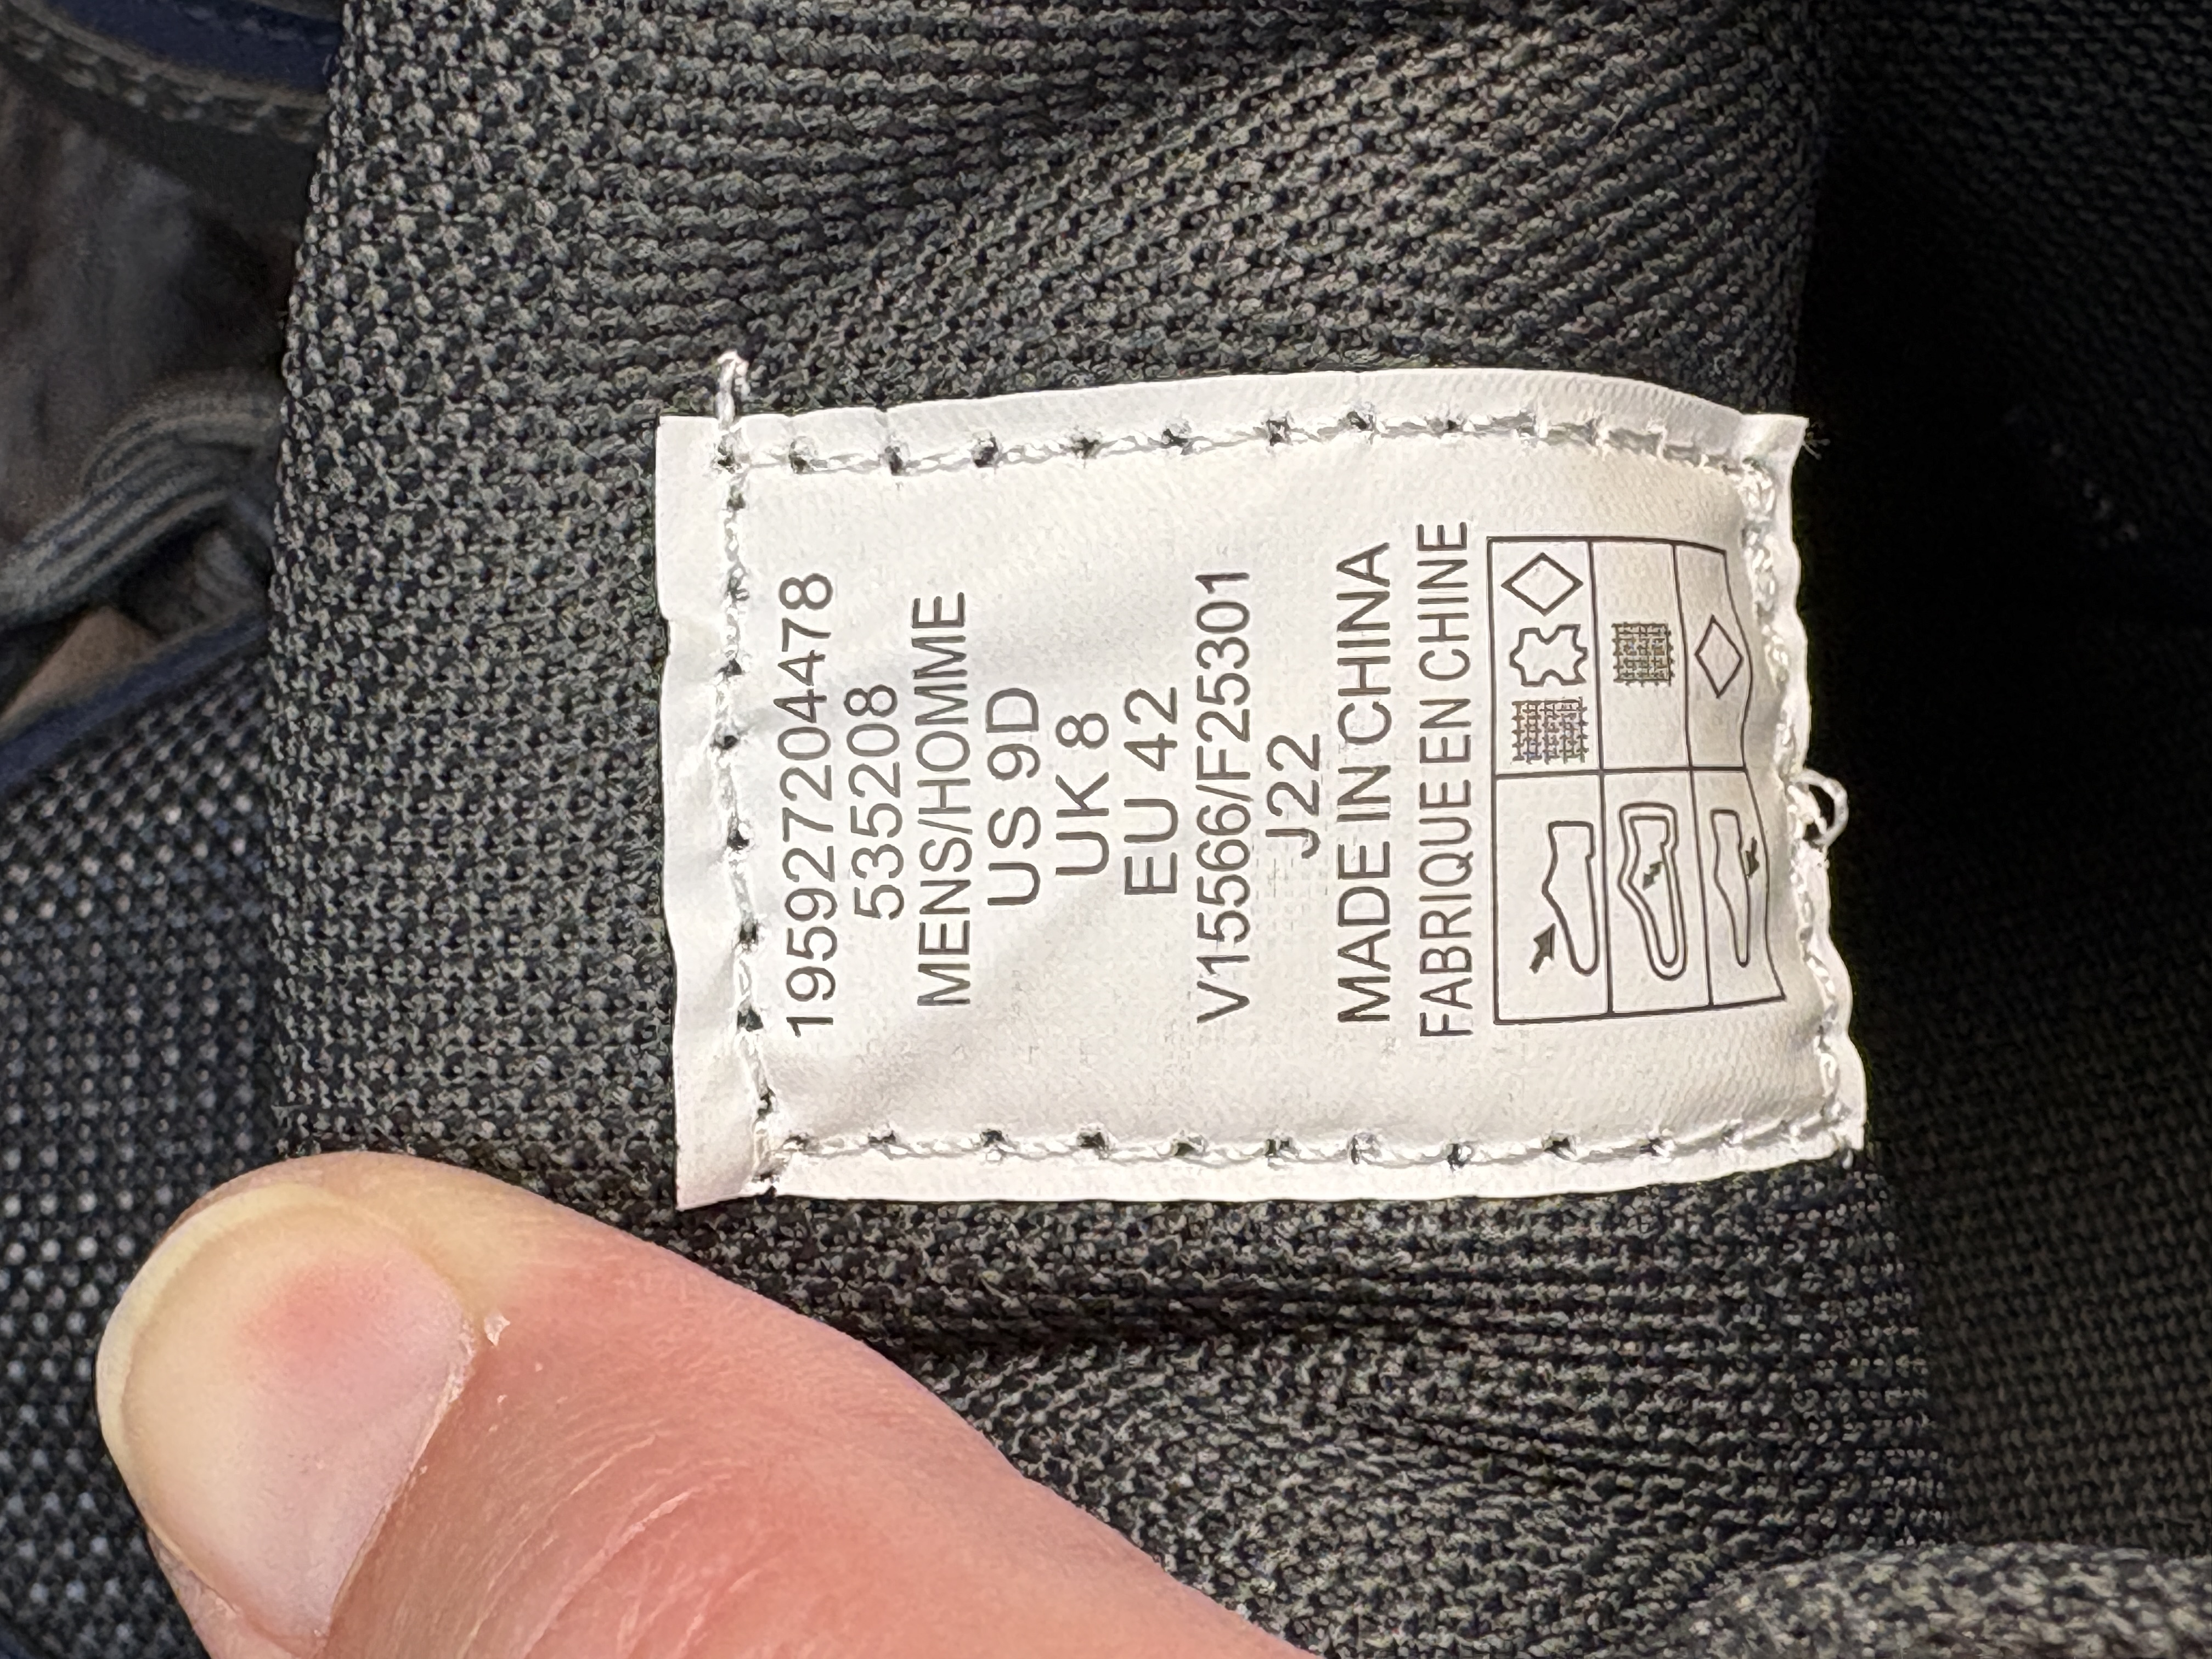 195927204478
535208
MENS/HOMME
US 9D
UK 8
EU 42
V15566/F25301
J22
MADE IN CHINA
FABRIQUE EN CHINE